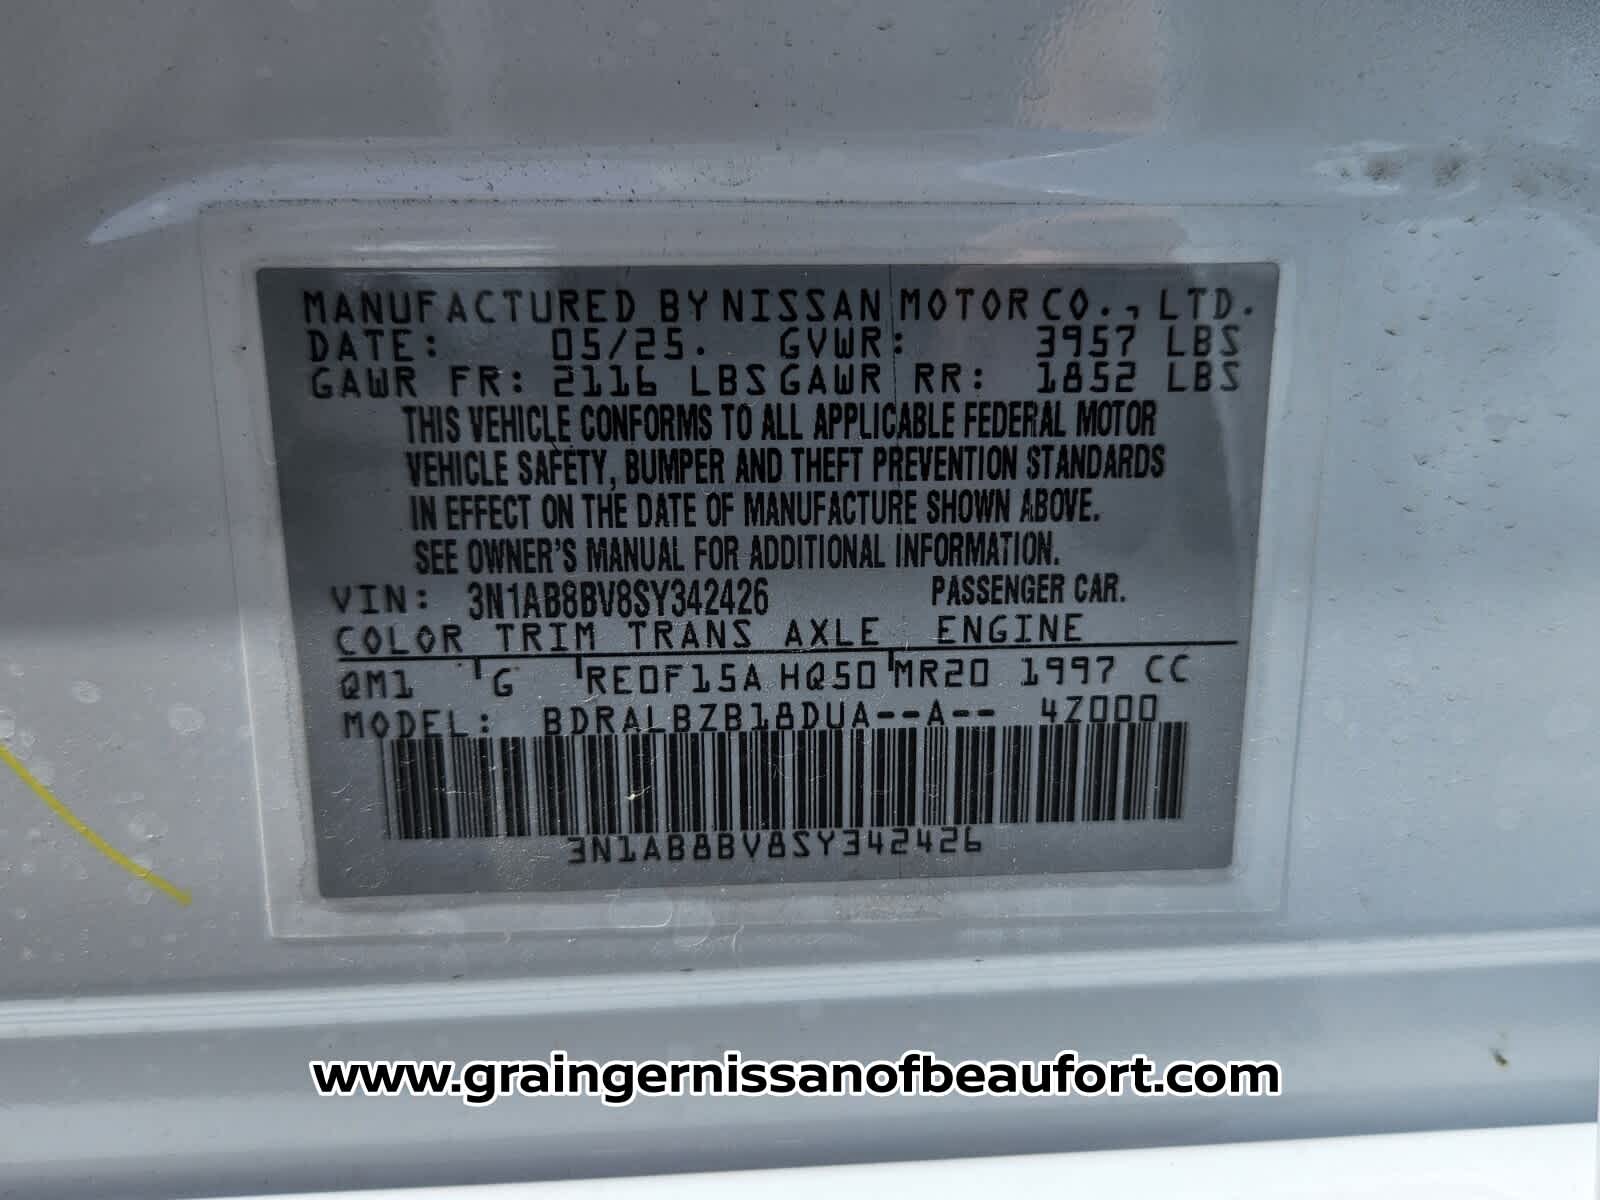 MANUFACTURED BY NISSAN MOTOR CO., LTD.
DATE: 05/25. GVWR: 3957 LBS
GAWR FR: 2116 LBS GAWR RR: 1852 LBS
THIS VEHICLE CONFORMS TO ALL APPLICABLE FEDERAL MOTOR
VEHICLE SAFETY, BUMPER AND THEFT PREVENTION STANDARDS
IN EFFECT ON THE DATE OF MANUFACTURE SHOWN ABOVE.
SEE OWNER'S MANUAL FOR ADDITIONAL INFORMATION.
VIN: 3N1AB8BV8SY342426 PASSENGER CAR.
COLOR TRIM TRANS AXLE ENGINE
QM1 G RE0F15A HQ50 MR20 1997 CC
MODEL: BDRALBZB18DUA--A-- 4Z000
3N1AB8BV8SY342426
www.graingernissanofbeaufort.com